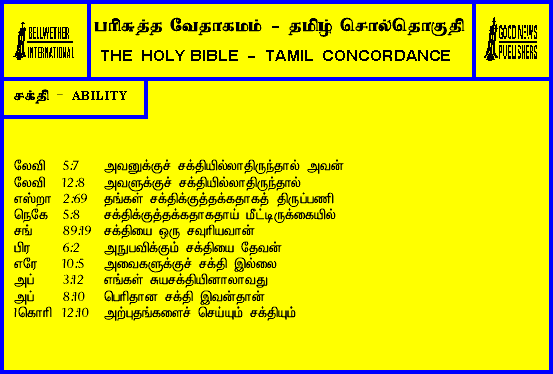 BELLWETHER
INTERNATIONAL
பரிசுத்த வேதாகமம் - தமிழ் சொல்தொகுதி
THE HOLY BIBLE - TAMIL CONCORDANCE
GOOD NEWS
PUBLISHERS
சக்தி - ABILITY
லேவி 5:7 அவனுக்குச் சக்தியில்லாதிருந்தால் அவன்
லேவி 12:8 அவளுக்குச் சக்தியில்லாதிருந்தால்
எஸ்றா 2:69 தங்கள் சக்திக்குத்தக்கதாகத் திருப்பணி
நெகே 5:8 சக்திக்குத்தக்கதாகதாய் மீட்டிருக்கையில்
சங் 89:19 சக்தியை ஒரு சவுரியவான்
பிர 6:2 அநுபவிக்கும் சக்தியை தேவன்
எரே 10:5 அவைகளுக்குச் சக்தி இல்லை
அப் 3:12 எங்கள் சுயசக்தியினாலாவது
அப் 8:10 பெரிதான சக்தி இவன்தான்
1கொரி 12:10 அற்புதங்களைச் செய்யும் சக்தியும்